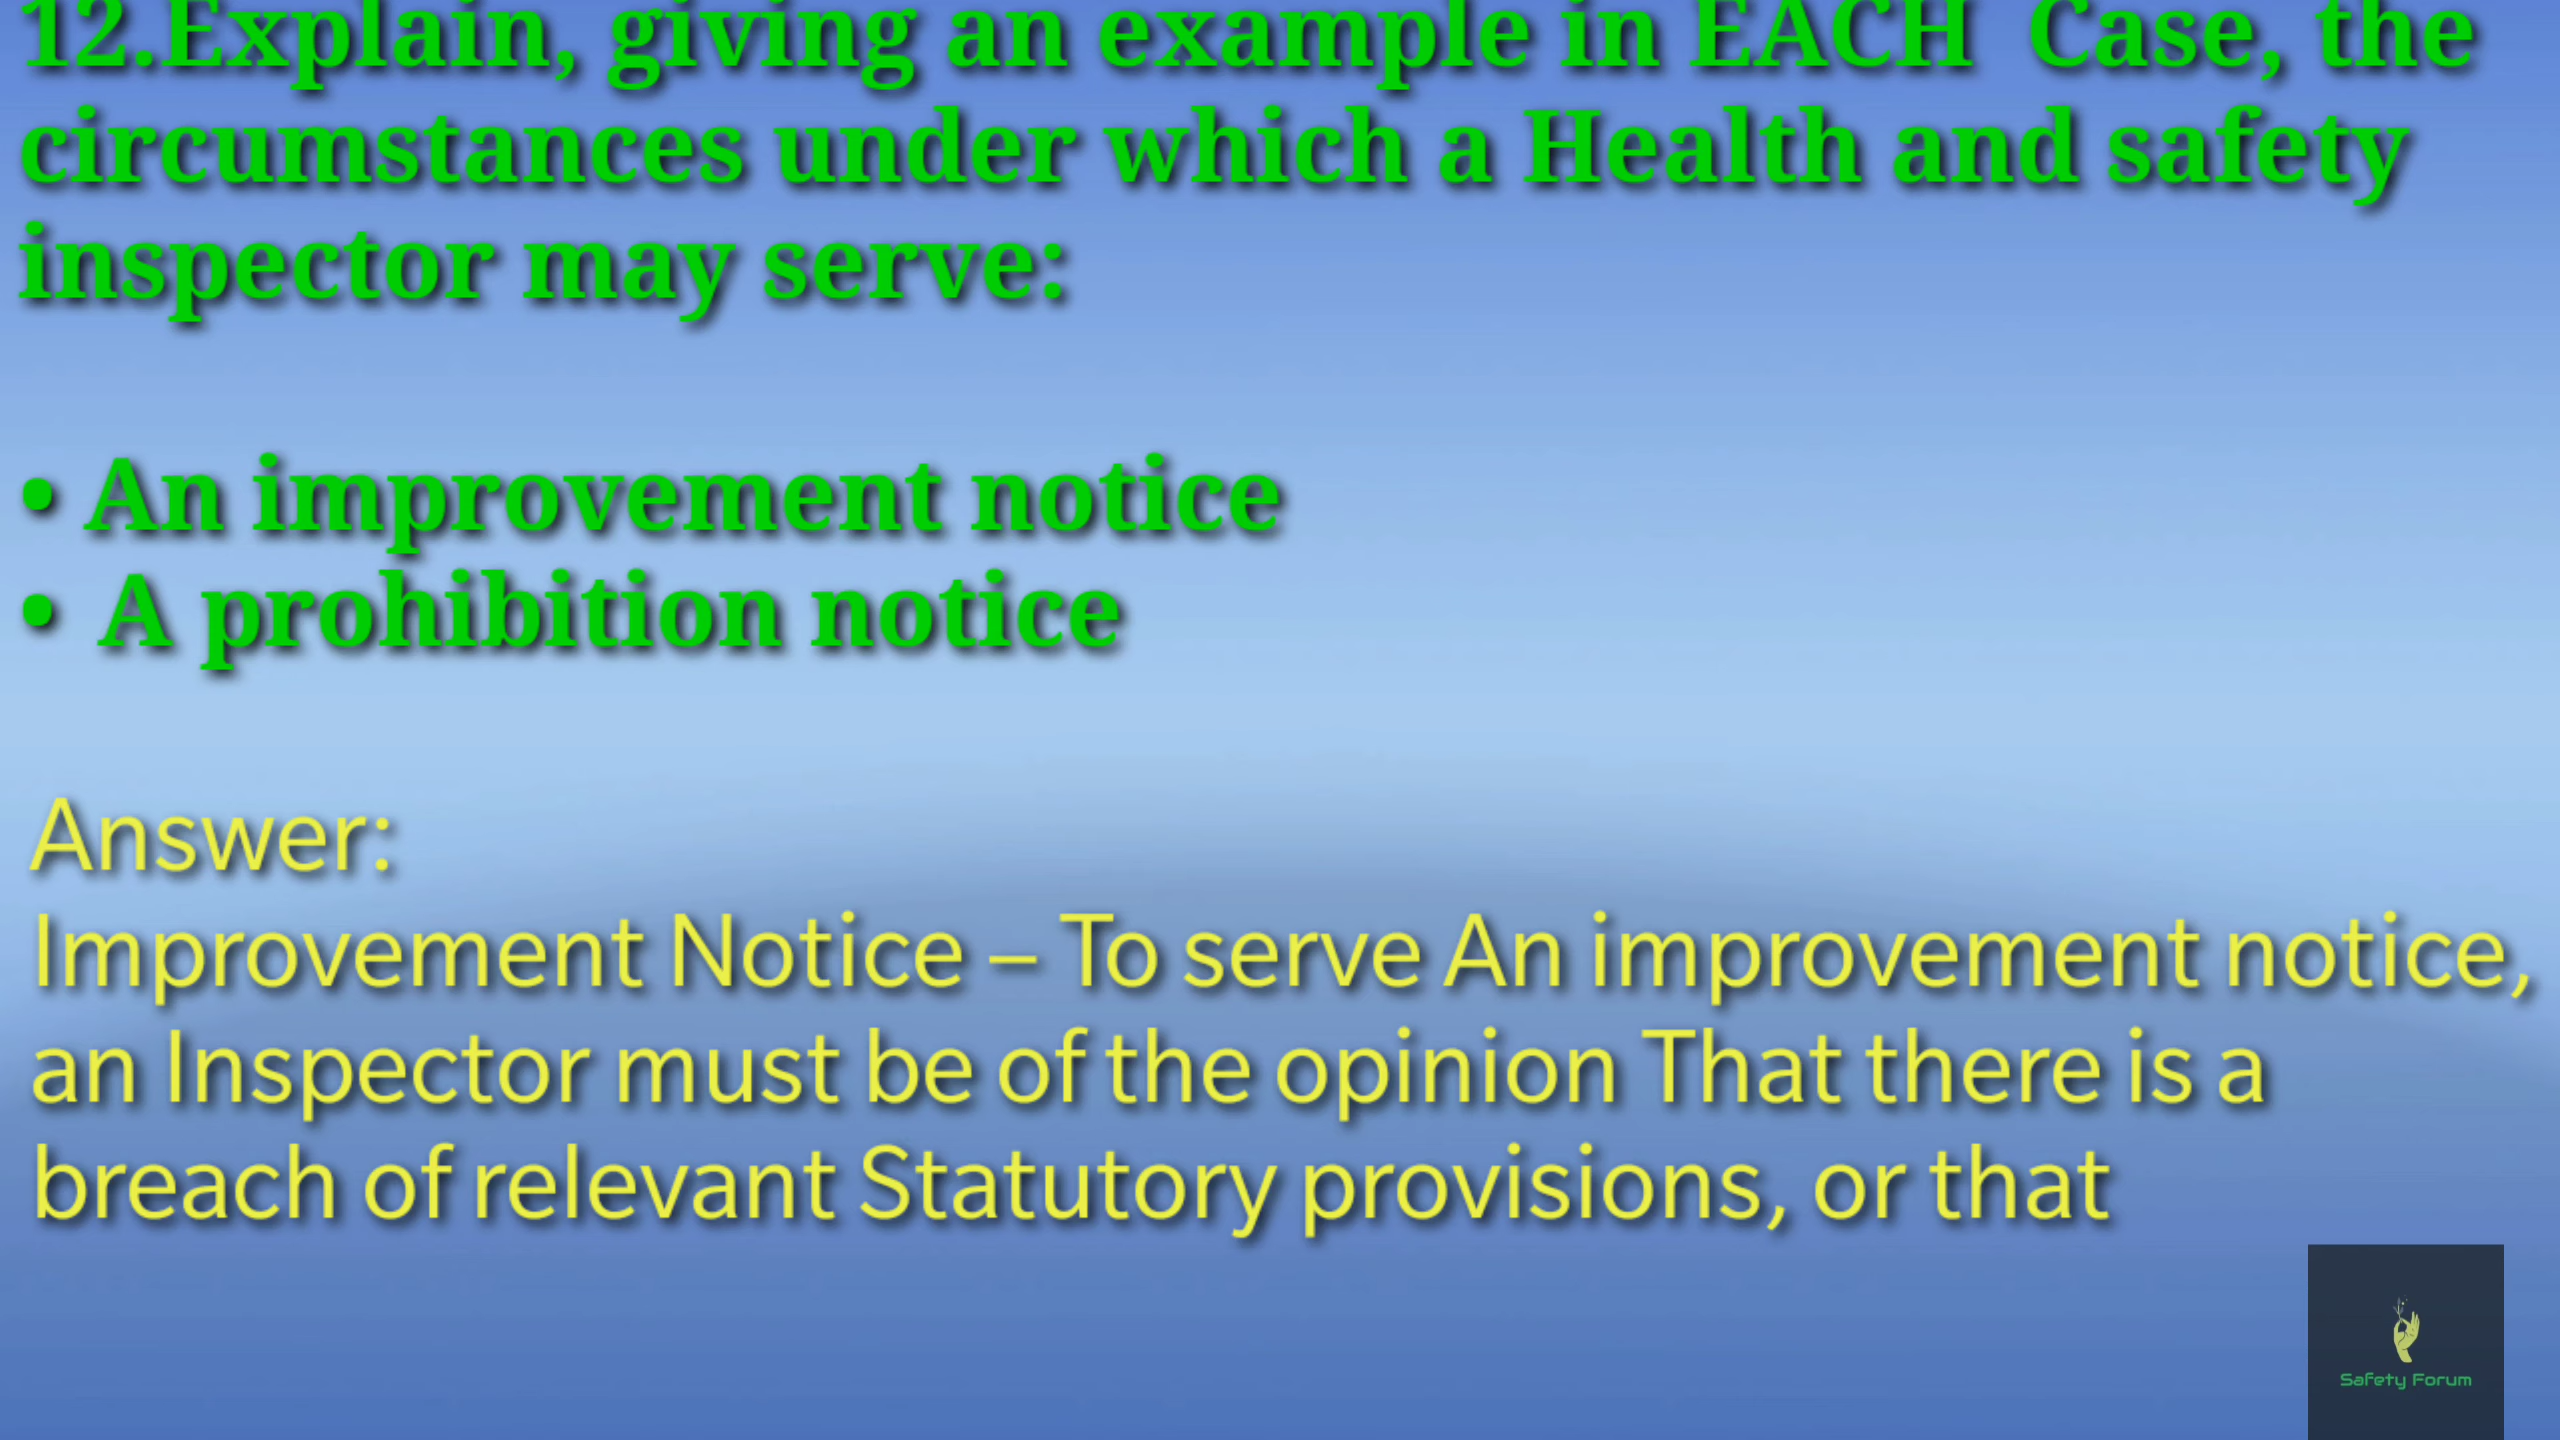 12.Explain, giving an example in EACH Case, the
circumstances under which a Health and safety
inspector may serve:
• An improvement notice
• A prohibition notice
Answer:
Improvement Notice – To serve An improvement notice,
an Inspector must be of the opinion That there is a
breach of relevant Statutory provisions, or that
Safety Forum